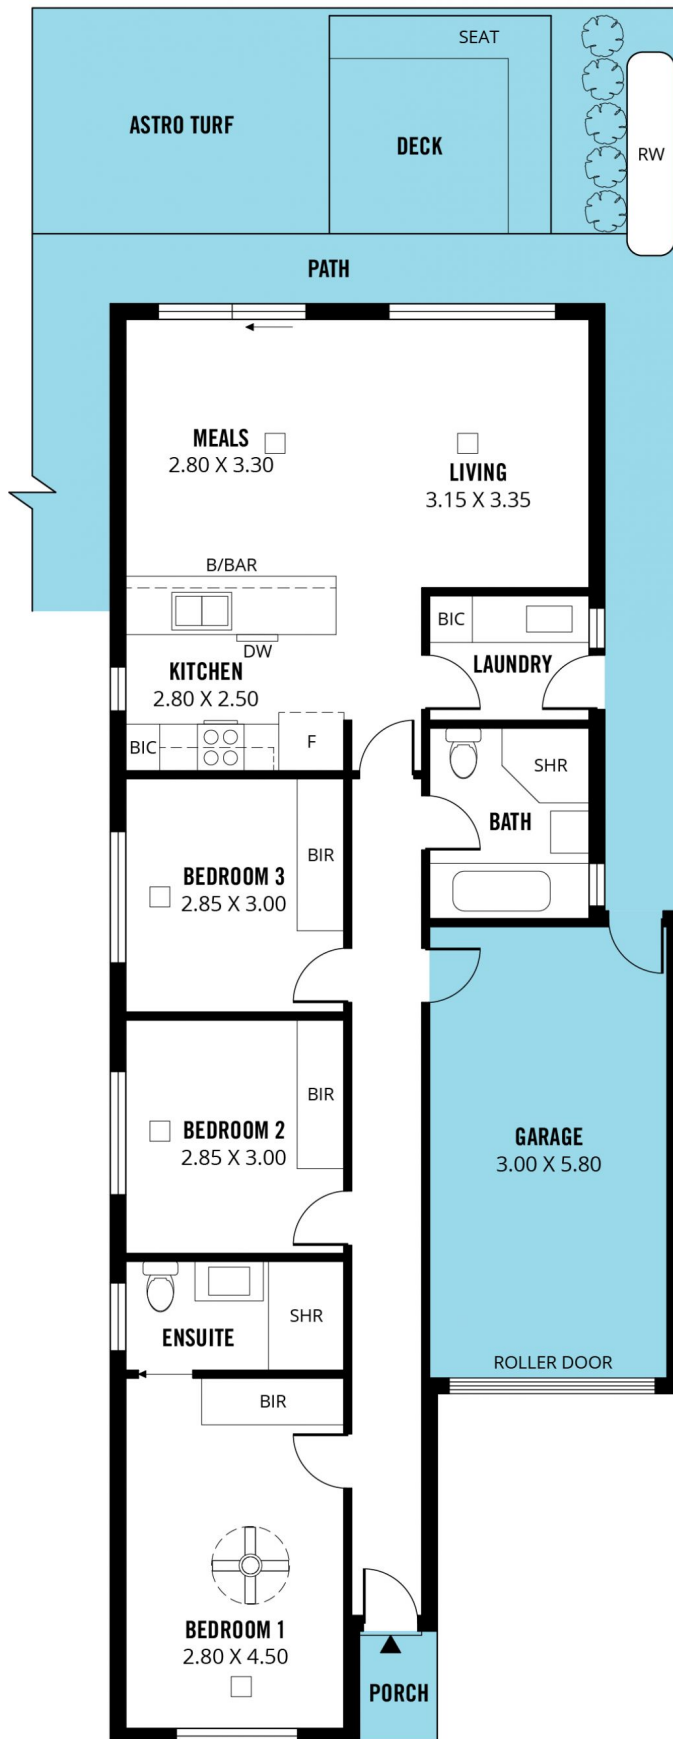 SEAT
ASTRO TURF
DECK
RW
PATH
MEALS
2.80 X 3.30
LIVING
3.15 X 3.35
B/BAR
BIC
DW
LAUNDRY
KITCHEN
2.80 X 2.50
BIC
F
SHR
BATH
BIR
BEDROOM 3
2.85 X 3.00
BIR
BEDROOM 2
2.85 X 3.00
GARAGE
3.00 X 5.80
SHR
ENSUITE
ROLLER DOOR
BIR
BEDROOM 1
2.80 X 4.50
PORCH